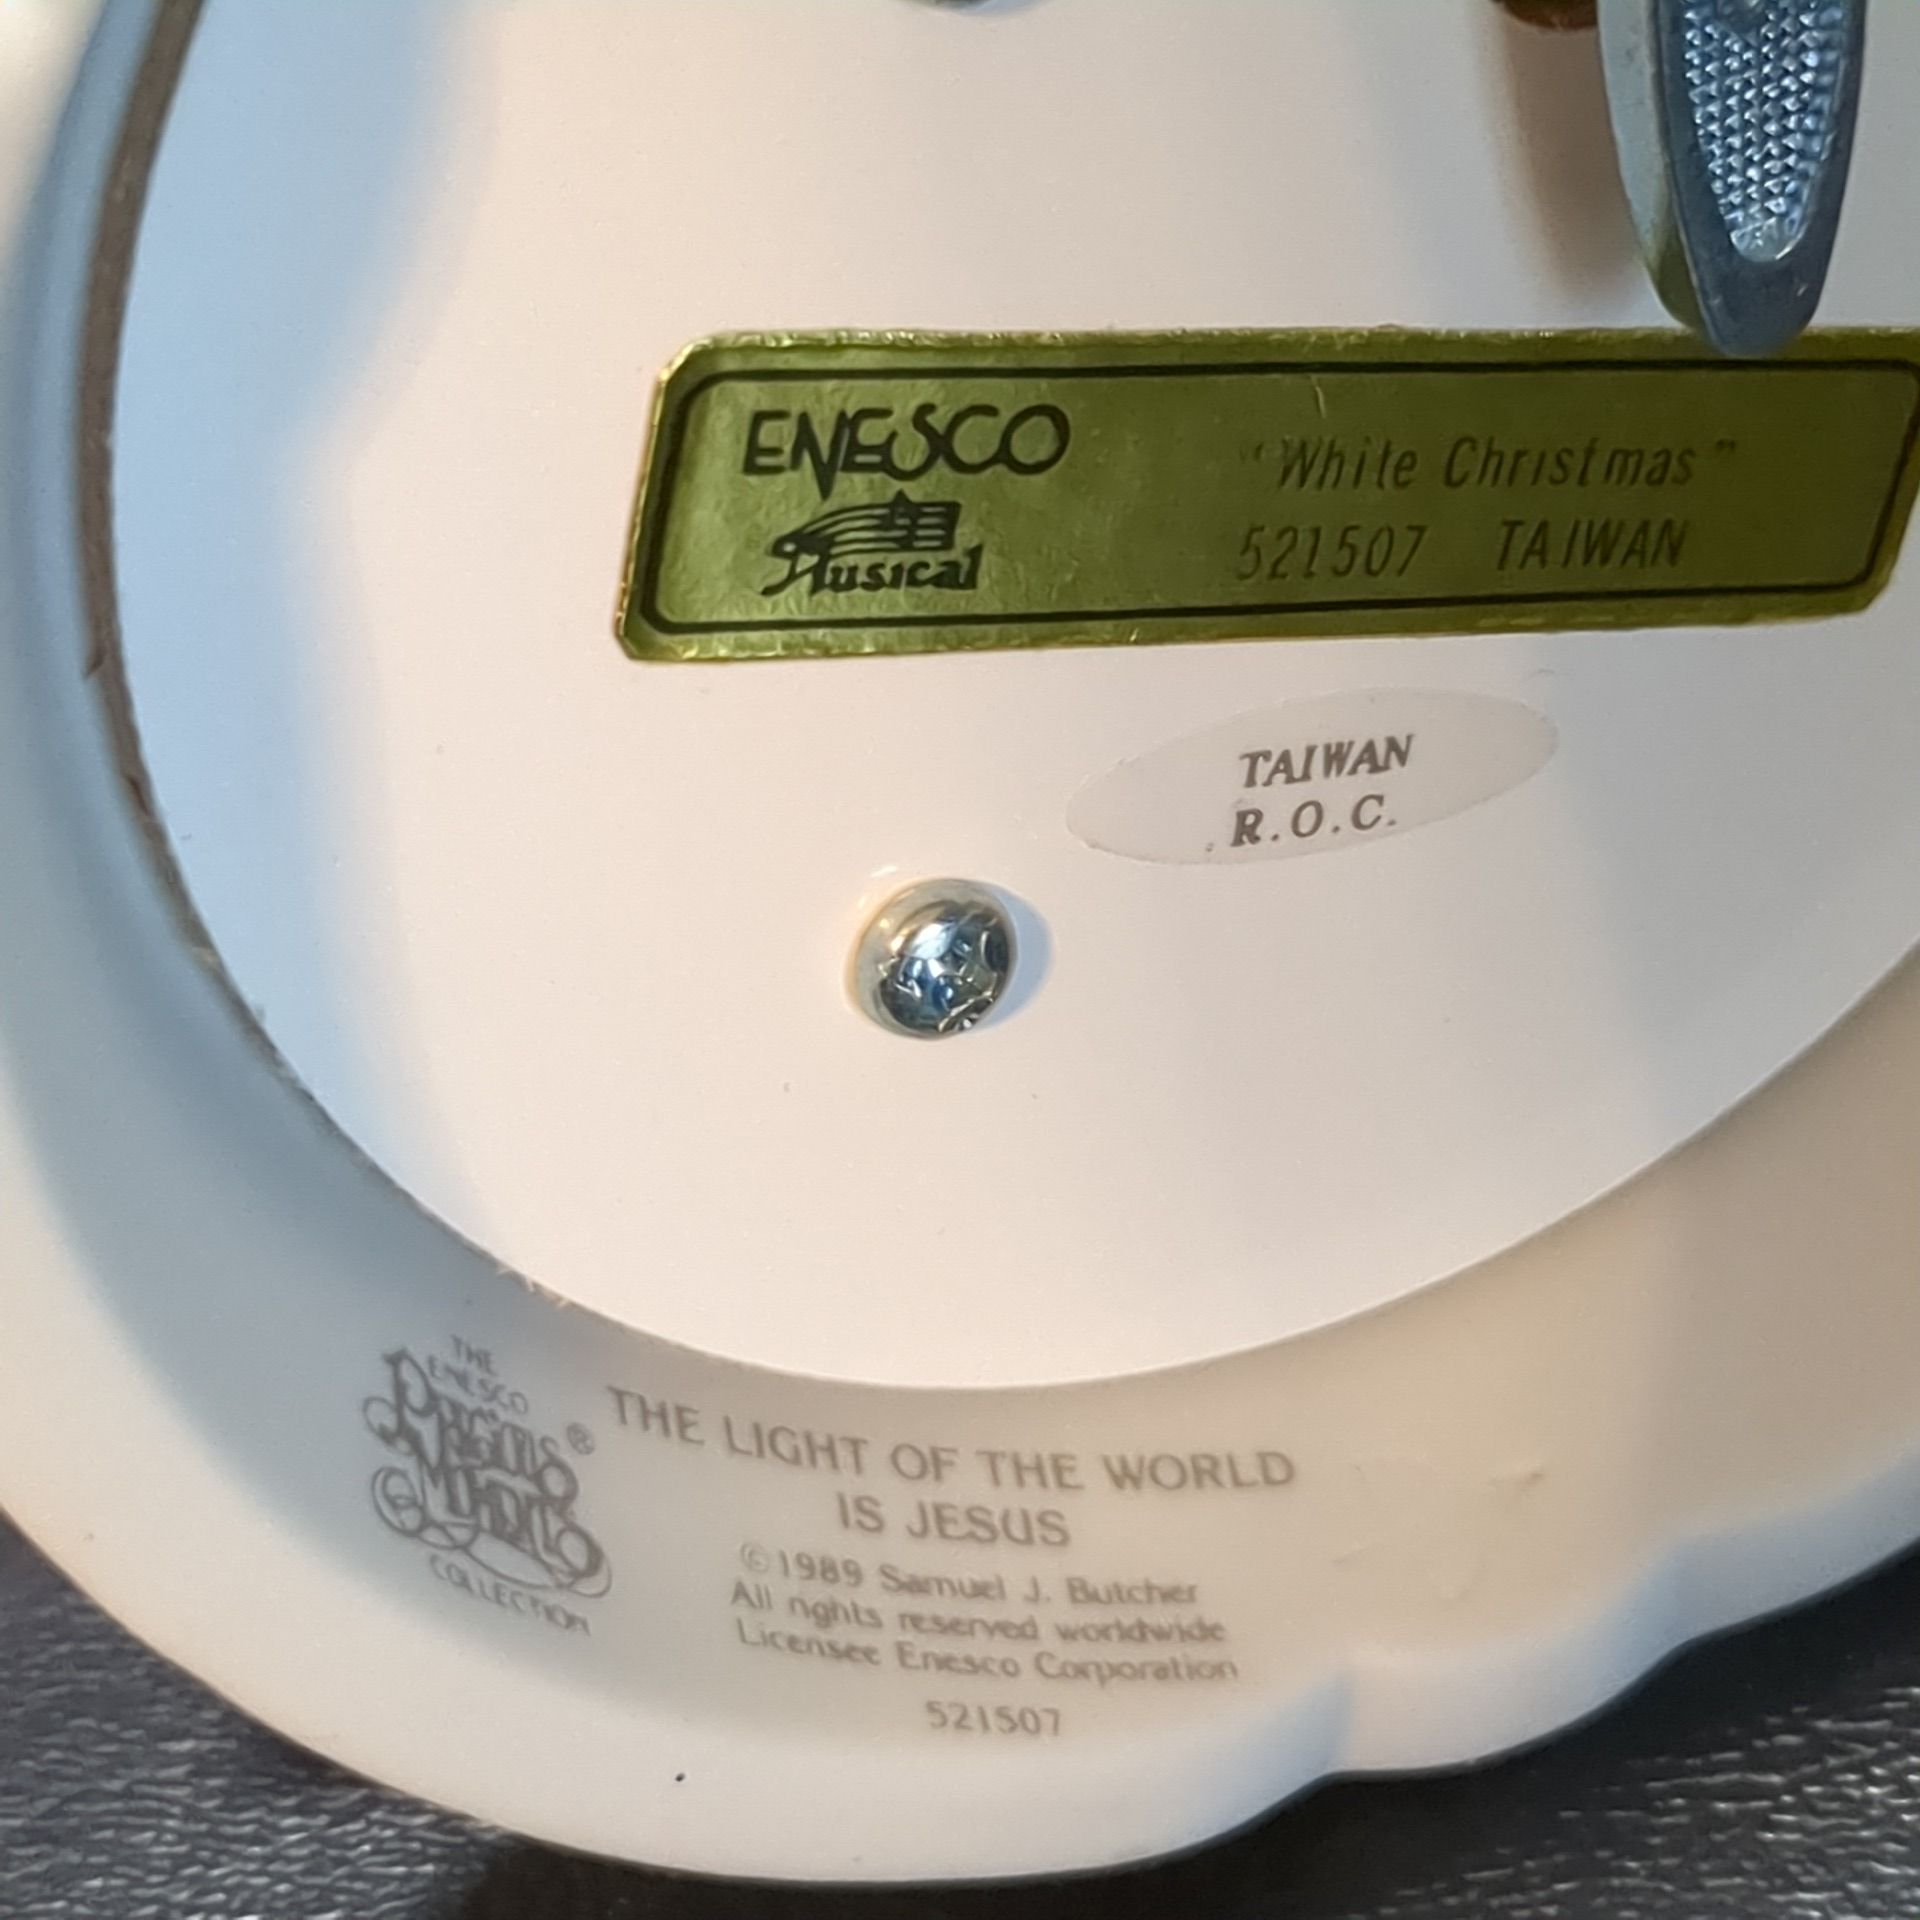 ENESCO
Musical
"White Christmas"
521507 TAIWAN
TAIWAN
R.O.C.
THE
ENESCO
PRECIOUS
MOMENTS®
COLLECTION
THE LIGHT OF THE WORLD
IS JESUS
©1989 Samuel J. Butcher
All rights reserved worldwide
Licensee Enesco Corporation
521507